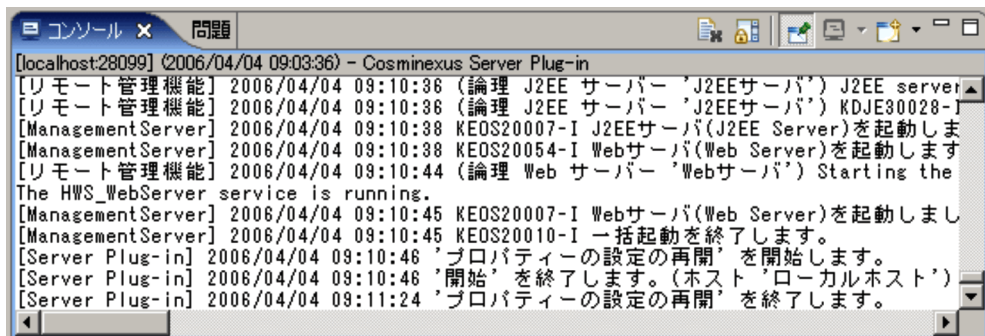 コンソール 問題
[localhost:28099] (2006/04/04 09:03:36) - Cosminexus Server Plug-in
[リモート管理機能] 2006/04/04 09:10:36 (論理 J2EE サーバー 'J2EEサーバ') J2EE server
[リモート管理機能] 2006/04/04 09:10:36 (論理 J2EE サーバー 'J2EEサーバ') KDJE30028-I
[ManagementServer] 2006/04/04 09:10:38 KEOS20007-I J2EEサーバ(J2EE Server)を起動しま
[ManagementServer] 2006/04/04 09:10:38 KEOS20054-I Webサーバ(Web Server)を起動します
[リモート管理機能] 2006/04/04 09:10:44 (論理 Web サーバー 'Webサーバ') Starting the
The HWS_WebServer service is running.
[ManagementServer] 2006/04/04 09:10:45 KEOS20007-I Webサーバ(Web Server)を起動しまし
[ManagementServer] 2006/04/04 09:10:45 KEOS20010-I 一括起動を終了します。
[Server Plug-in] 2006/04/04 09:10:46 'プロパティーの設定の再開' を開始します。
[Server Plug-in] 2006/04/04 09:10:46 '開始' を終了します。(ホスト 'ローカルホスト')
[Server Plug-in] 2006/04/04 09:11:24 'プロパティーの設定の再開' を終了します。